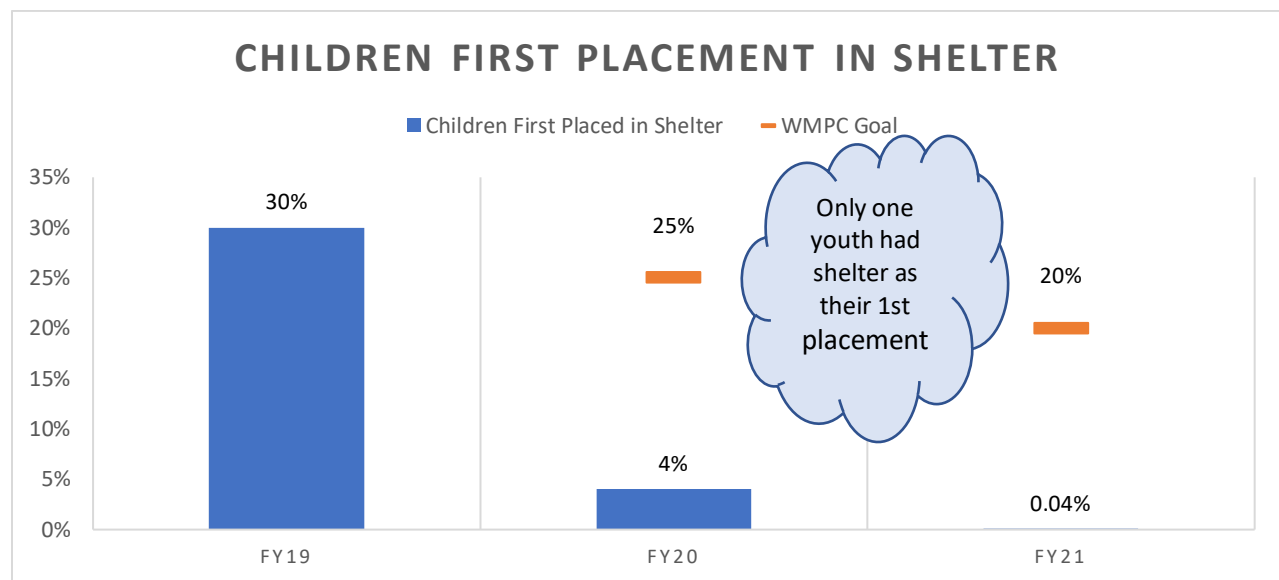 CHILDREN FIRST PLACEMENT IN SHELTER
Children First Placed in Shelter WMPC Goal
35%
30%
25%
20%
15%
10%
5%
0%
30%
25%
4%
20%
0.04%
Only one
youth had
shelter as
their 1st
placement
FY19 FY20 FY21